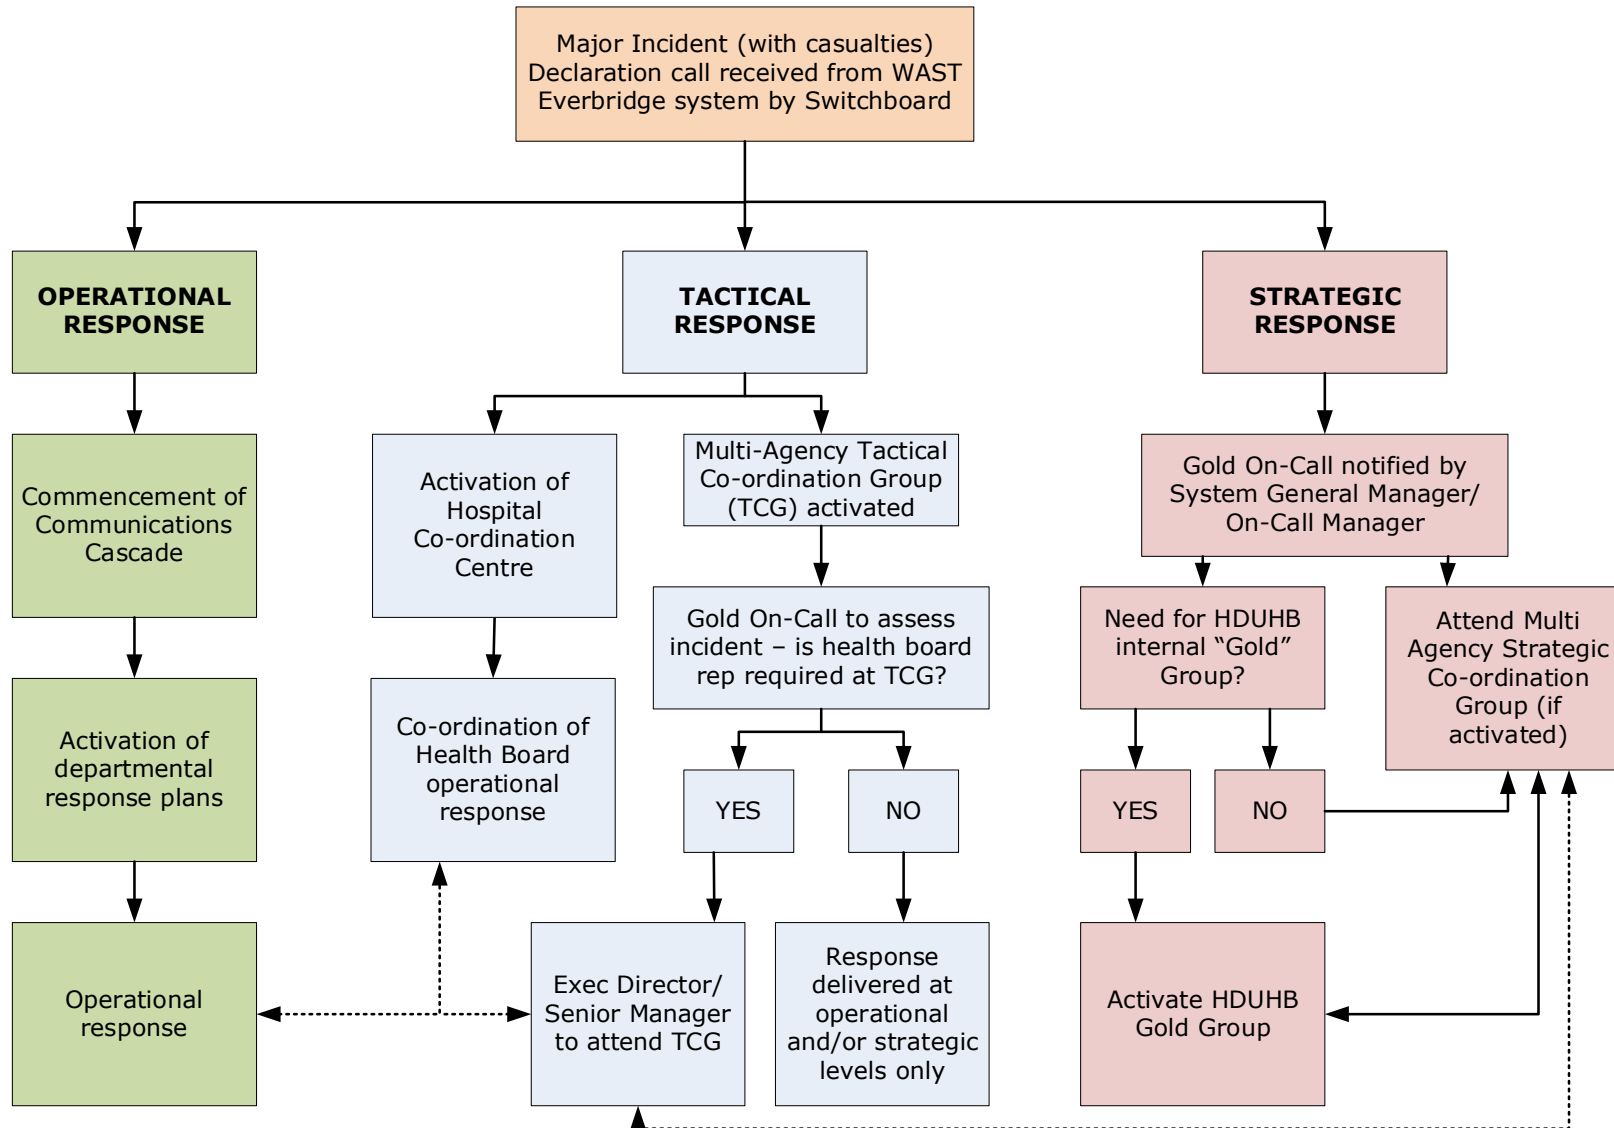 Major Incident (with casualties)
Declaration call received from WAST
Everbridge system by Switchboard
OPERATIONAL
RESPONSE
TACTICAL
RESPONSE
STRATEGIC
RESPONSE
Commencement of
Communications
Cascade
Activation of
Hospital
Co-ordination
Centre
Multi-Agency Tactical
Co-ordination Group
(TCG) activated
Gold On-Call notified by
System General Manager/
On-Call Manager
Gold On-Call to assess
incident – is health board
rep required at TCG?
Need for HDUHB
internal “Gold”
Group?
Attend Multi
Agency Strategic
Co-ordination
Group (if
activated)
Activation of
departmental
response plans
Co-ordination of
Health Board
operational
response
YES
NO
YES
NO
Operational
response
Exec Director/
Senior Manager
to attend TCG
Response
delivered at
operational
and/or strategic
levels only
Activate HDUHB
Gold Group